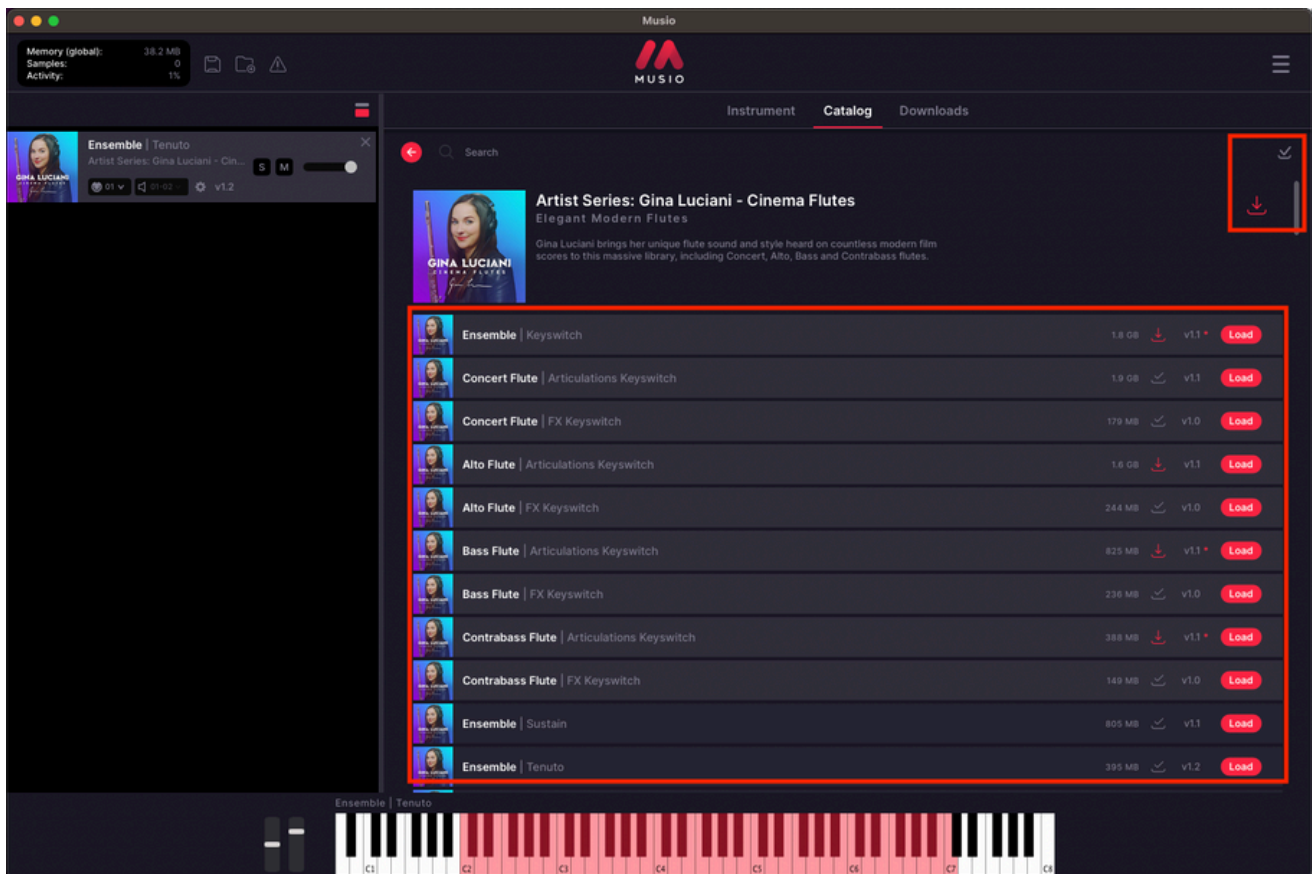 Musio
Memory (global): 38.2 MB
Samples: 0
Activity: 1%
MUSIO
Instrument Catalog Downloads
Ensemble | Tenuto
Artist Series: Gina Luciani - Cin...
S M
01 01-02 v1.2
GINA LUCIANI
Search
Artist Series: Gina Luciani - Cinema Flutes
Elegant Modern Flutes
Gina Luciani brings her unique flute sound and style heard on countless modern film
scores to this massive library, including Concert, Alto, Bass and Contrabass flutes.
GINA LUCIANI
CINEMA FLUTES
Ensemble | Keyswitch 1.8 GB v1.1 * Load
Concert Flute | Articulations Keyswitch 1.9 GB v1.1 Load
Concert Flute | FX Keyswitch 179 MB v1.0 Load
Alto Flute | Articulations Keyswitch 1.6 GB v1.1 Load
Alto Flute | FX Keyswitch 244 MB v1.0 Load
Bass Flute | Articulations Keyswitch 825 MB v1.1 * Load
Bass Flute | FX Keyswitch 236 MB v1.0 Load
Contrabass Flute | Articulations Keyswitch 388 MB v1.1 * Load
Contrabass Flute | FX Keyswitch 149 MB v1.0 Load
Ensemble | Sustain 805 MB v1.1 Load
Ensemble | Tenuto 395 MB v1.2 Load
Ensemble | Tenuto
C1 C2 C3 C4 C5 C6 C7 C8